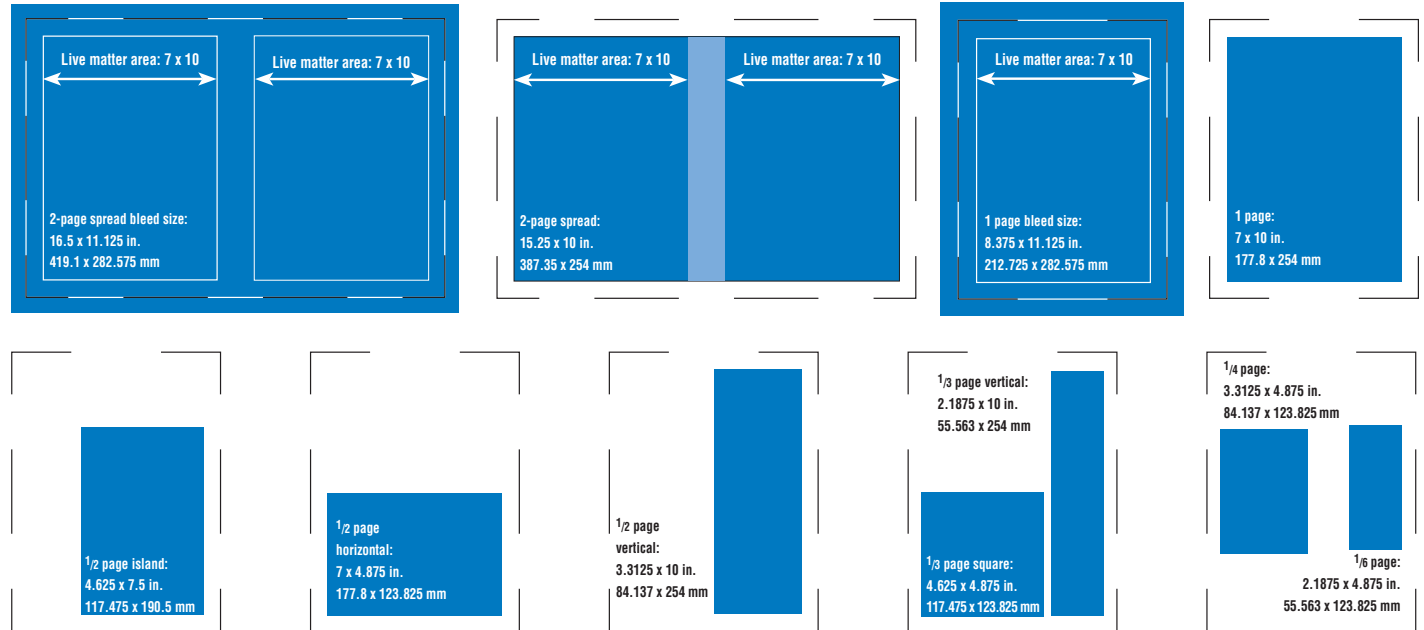 Live matter area: 7 x 10
Live matter area: 7 x 10
2-page spread bleed size:
16.5 x 11.125 in.
419.1 x 282.575 mm
Live matter area: 7 x 10
Live matter area: 7 x 10
2-page spread:
15.25 x 10 in.
387.35 x 254 mm
Live matter area: 7 x 10
1 page bleed size:
8.375 x 11.125 in.
212.725 x 282.575 mm
1 page:
7 x 10 in.
177.8 x 254 mm
1/2 page island:
4.625 x 7.5 in.
117.475 x 190.5 mm
1/2 page
horizontal:
7 x 4.875 in.
177.8 x 123.825 mm
1/2 page
vertical:
3.3125 x 10 in.
84.137 x 254 mm
1/3 page vertical:
2.1875 x 10 in.
55.563 x 254 mm
1/3 page square:
4.625 x 4.875 in.
117.475 x 123.825 mm
1/4 page:
3.3125 x 4.875 in.
84.137 x 123.825 mm
1/6 page:
2.1875 x 4.875 in.
55.563 x 123.825 mm